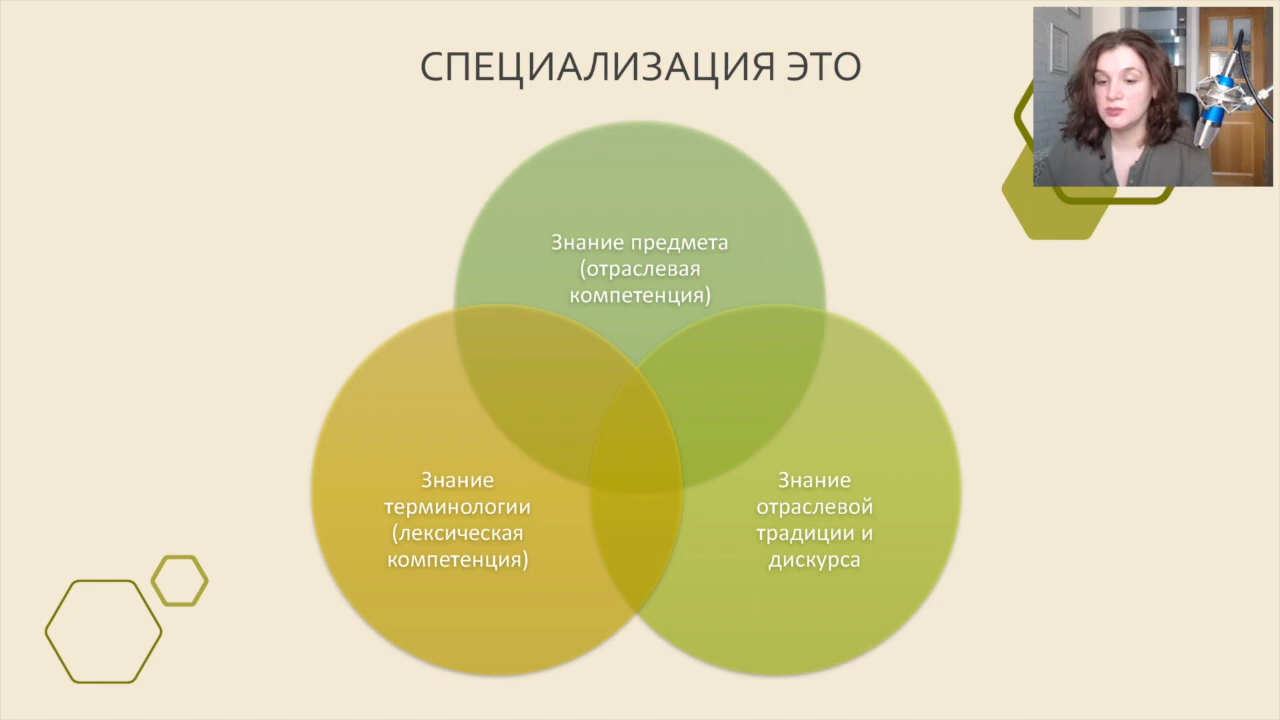 СПЕЦИАЛИЗАЦИЯ ЭТО
Знание предмета
(отраслевая
компетенция)
Знание
терминологии
(лексическая
компетенция)
Знание
отраслевой
традиции и
дискурса